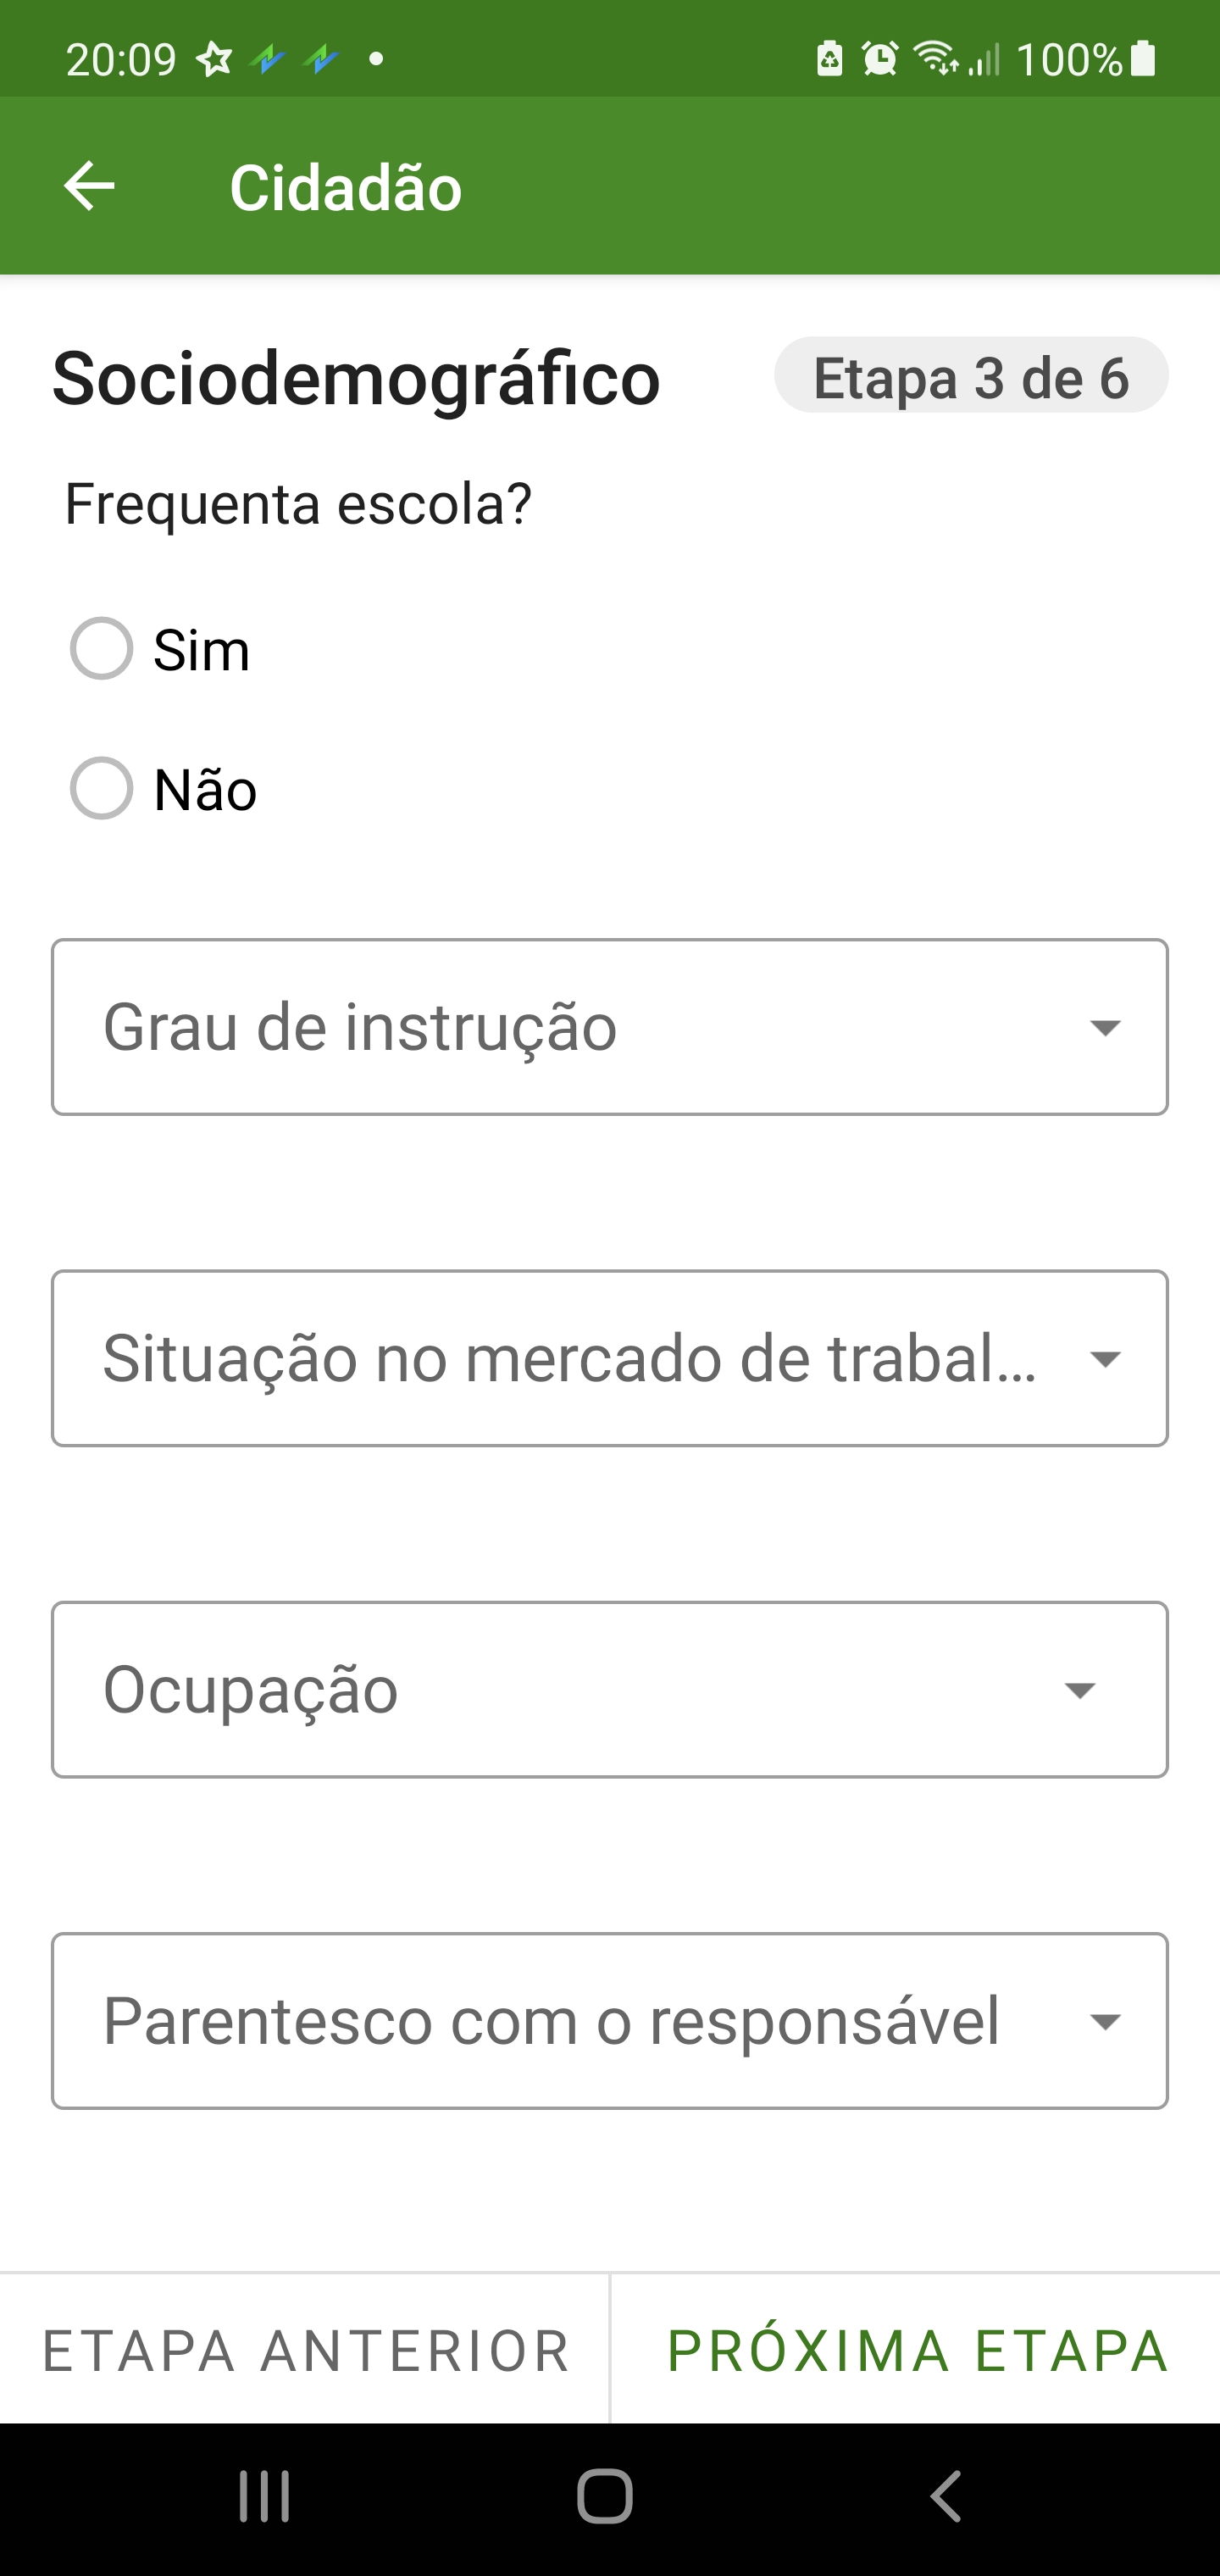 20:09 100%
Cidadão
Sociodemográfico Etapa 3 de 6
Frequenta escola?
Sim
Não
Grau de instrução
Situação no mercado de trabal...
Ocupação
Parentesco com o responsável
ETAPA ANTERIOR PRÓXIMA ETAPA